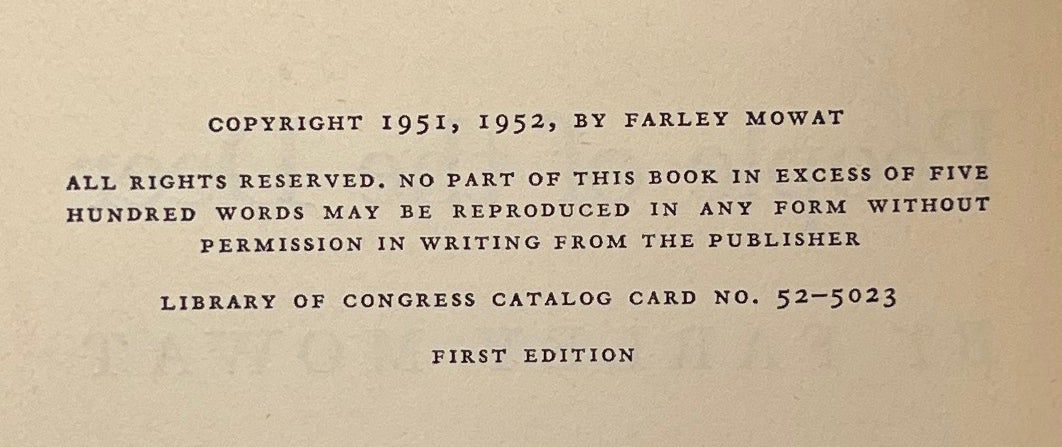 COPYRIGHT 1951, 1952, BY FARLEY MOWAT
ALL RIGHTS RESERVED. NO PART OF THIS BOOK IN EXCESS OF FIVE
HUNDRED WORDS MAY BE REPRODUCED IN ANY FORM WITHOUT
PERMISSION IN WRITING FROM THE PUBLISHER
LIBRARY OF CONGRESS CATALOG CARD NO. 52–5023
FIRST EDITION